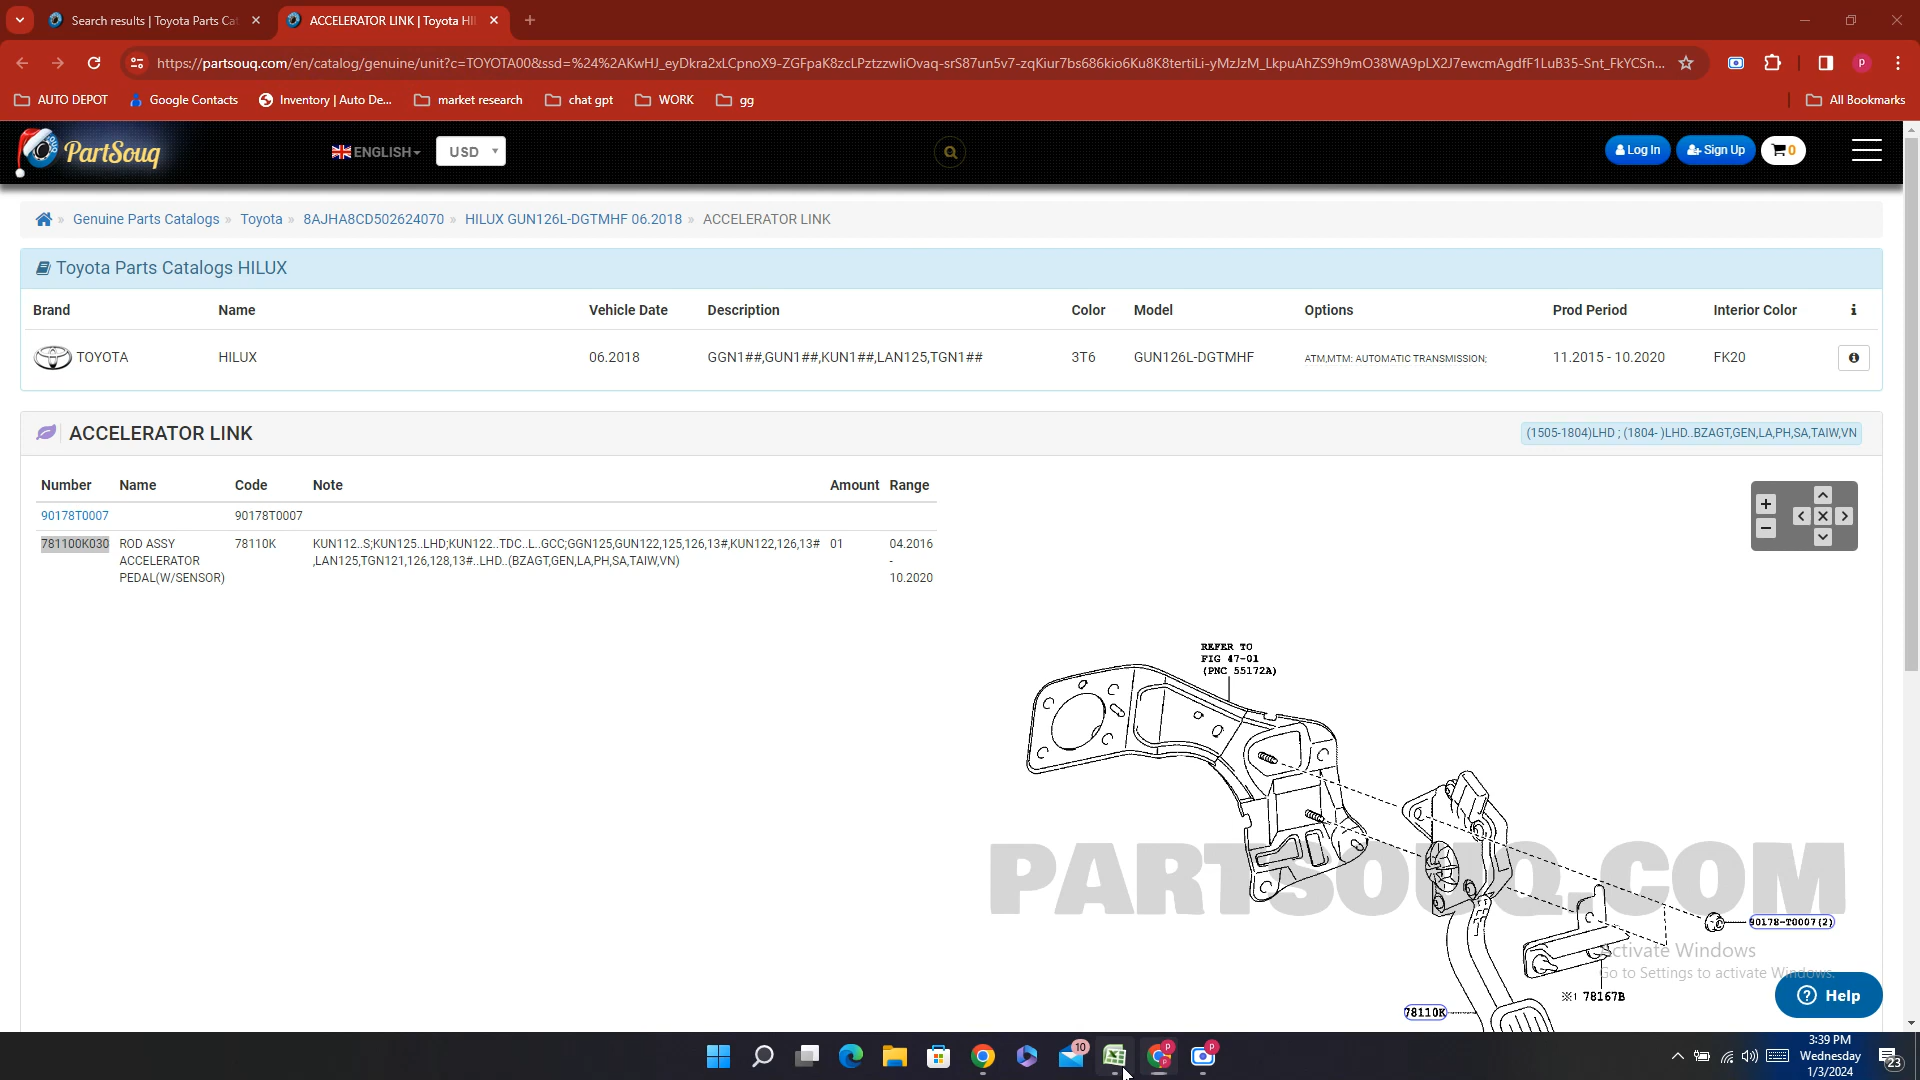 Search results | Toyota Parts Ca
ACCELERATOR LINK | Toyota HI
https://partsouq.com/en/catalog/genuine/unit?c=TOYOTA00&ssd=%24%2AKwHJ_eyDkra2xLCpnoX9-ZGFpaK8zcLPztzzwIiOvaq-srS87un5v7-zqKiur7bs686kio6Ku8K8tertiLi-yMzJzM_LkpuAhZS9h9mO38WA9pLX2J7ewcmAgdfF1LuB35-Snt_FkYCSn...
P
AUTO DEPOT
Google Contacts
Inventory | Auto De...
market research
chat gpt
WORK
gg
All Bookmarks
PartSouq
ENGLISH
USD
Log In
Sign Up
0
» Genuine Parts Catalogs » Toyota » 8AJHA8CD502624070 » HILUX GUN126L-DGTMHF 06.2018 » ACCELERATOR LINK
Toyota Parts Catalogs HILUX
Brand Name Vehicle Date Description Color Model Options Prod Period Interior Color i
TOYOTA HILUX 06.2018 GGN1##,GUN1##,KUN1##,LAN125,TGN1## 3T6 GUN126L-DGTMHF ATM,MTM: AUTOMATIC TRANSMISSION; 11.2015 - 10.2020 FK20
ACCELERATOR LINK
(1505-1804)LHD ; (1804- )LHD..BZAGT,GEN,LA,PH,SA,TAIW,VN
Number Name Code Note Amount Range
90178T0007 90178T0007
781100K030 ROD ASSY 78110K KUN112..S;KUN125..LHD;KUN122..TDC..L..GCC;GGN125,GUN122,125,126,13#,KUN122,126,13# 01 04.2016
ACCELERATOR ,LAN125,TGN121,126,128,13#..LHD..(BZAGT,GEN,LA,PH,SA,TAIW,VN) -
PEDAL(W/SENSOR) 10.2020
REFER TO
FIG 47-01
(PNC 55172A)
PARTSOUQ.COM
90178-T0007(2)
Activate Windows
Go to Settings to activate Windows.
※1 78167B
78110K
Help
10
P
P
P
3:39 PM
Wednesday
1/3/2024
23